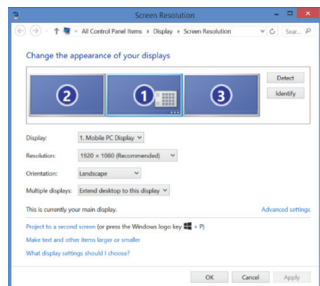 Screen Resolution
All Control Panel Items › Display › Screen Resolution
Sear...
Change the appearance of your displays
2
1
3
Detect
Identify
Display: 1. Mobile PC Display
Resolution: 1920 × 1080 (Recommended)
Orientation: Landscape
Multiple displays: Extend desktop to this display
This is currently your main display.
Advanced settings
Project to a second screen (or press the Windows logo key + P)
Make text and other items larger or smaller
What display settings should I choose?
OK
Cancel
Apply